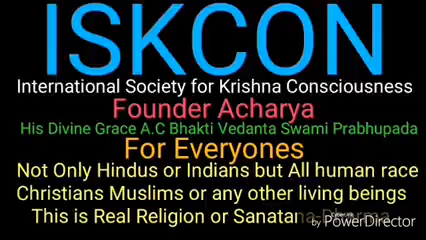 ISKCON
International Society for Krishna Consciousness
Founder Acharya
His Divine Grace A.C Bhakti Vedanta Swami Prabhupada
For Everyones
Not Only Hindus or Indians but All human race
Christians Muslims or any other living beings
This is Real Religion or Sanatan
by PowerDirector